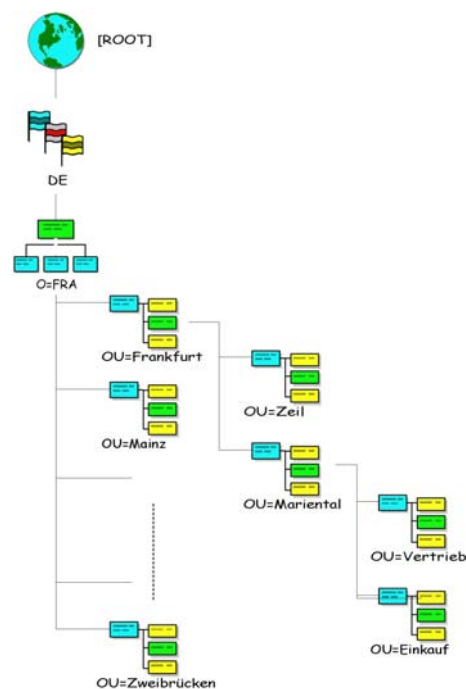 [ROOT]
DE
O=FRA
OU=Frankfurt
OU=Zeil
OU=Mainz
OU=Mariental
OU=Vertrieb
OU=Einkauf
OU=Zweibrücken